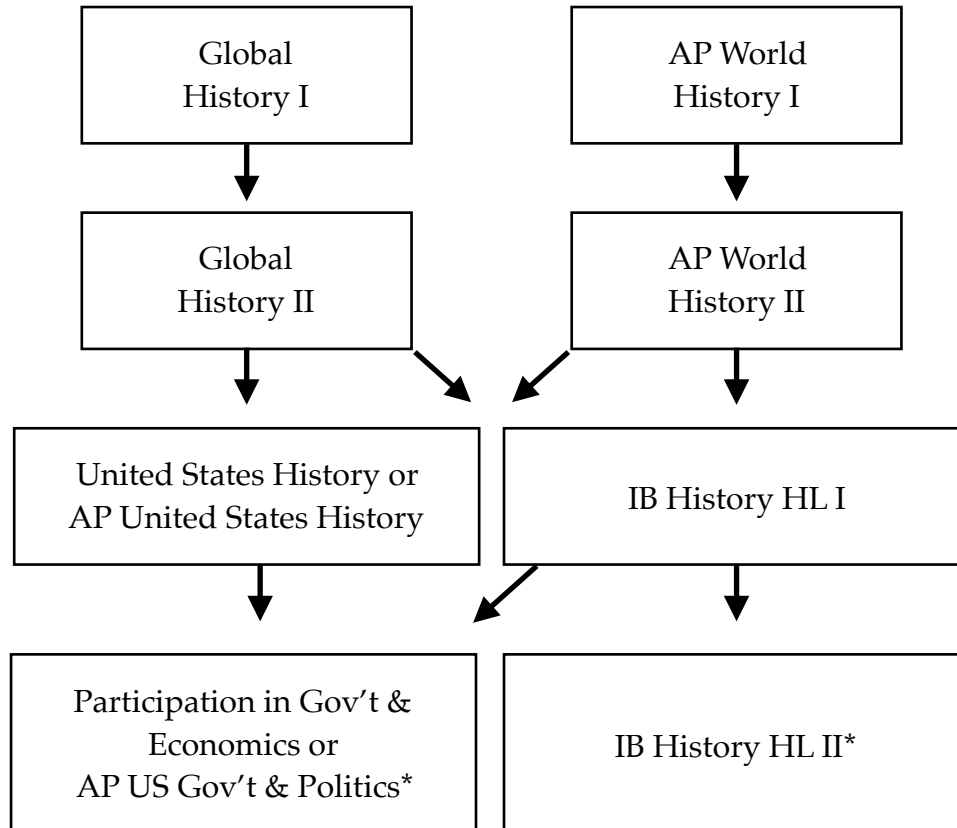 Global
History I
AP World
History I
Global
History II
AP World
History II
United States History or
AP United States History
IB History HL I
Participation in Gov’t &
Economics or
AP US Gov’t & Politics*
IB History HL II*